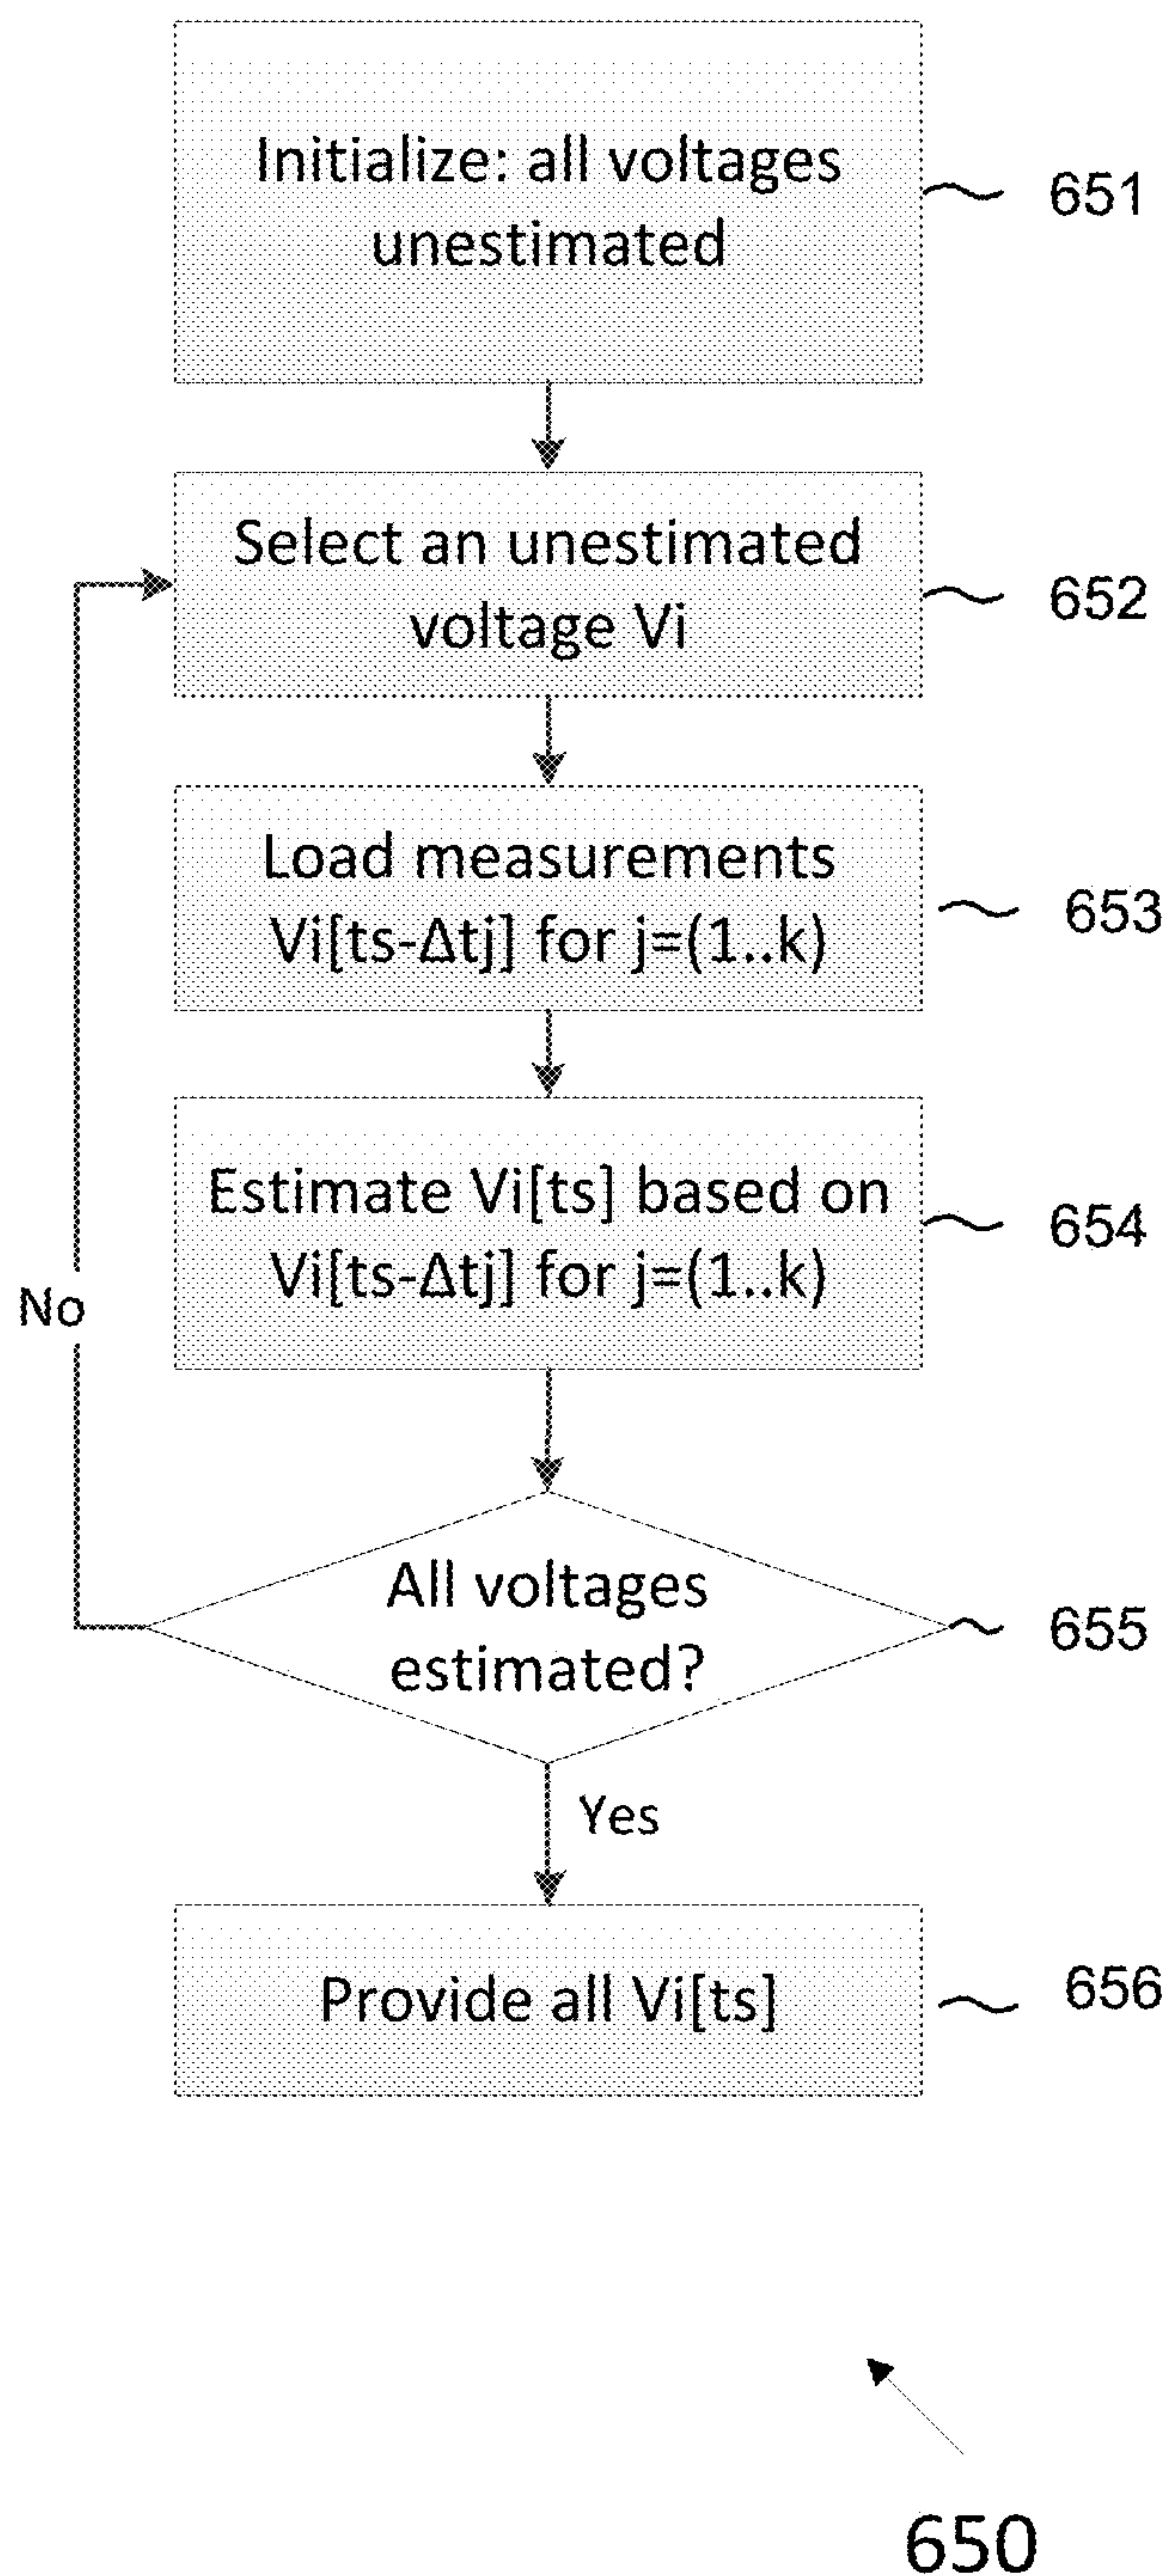 Initialize: all voltages
unestimated
651
Select an unestimated
voltage Vi
652
Load measurements
Vi[ts-Δtj] for j=(1..k)
653
Estimate Vi[ts] based on
Vi[ts-Δtj] for j=(1..k)
654
No
All voltages
estimated?
655
Yes
Provide all Vi[ts]
656
650